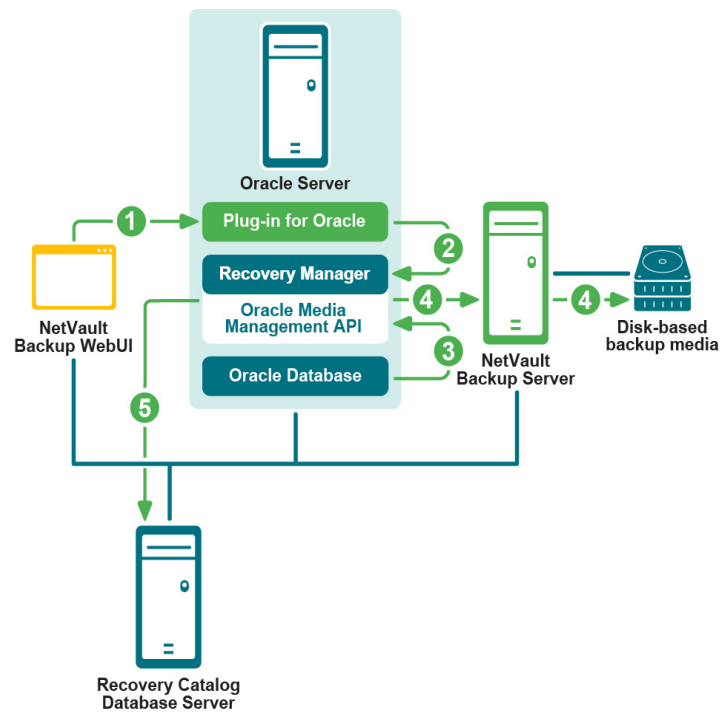 Oracle Server
1
Plug-in for Oracle
2
Recovery Manager
Oracle Media
Management API
4
4
3
Oracle Database
NetVault
Backup WebUI
NetVault
Backup Server
Disk-based
backup media
5
Recovery Catalog
Database Server